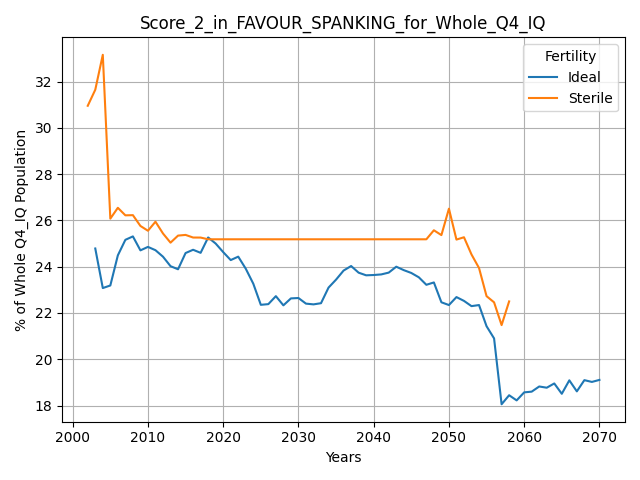 Score_2_in_FAVOUR_SPANKING_for_Whole_Q4_IQ
Fertility
Ideal
Sterile
% of Whole Q4_IQ Population
32
30
28
26
24
22
20
18
2000 2010 2020 2030 2040 2050 2060 2070
Years